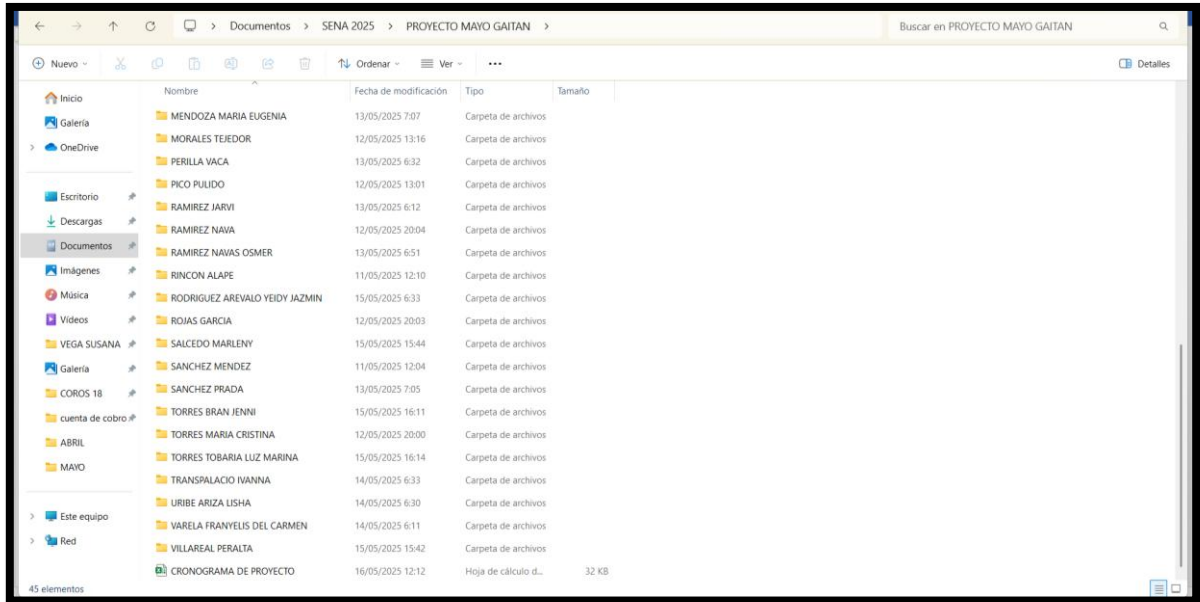 Documentos > SENA 2025 > PROYECTO MAYO GAITAN >
Buscar en PROYECTO MAYO GAITAN
Nuevo
Ordenar
Ver
...
Detalles
Inicio
Galería
OneDrive
Escritorio
Descargas
Documentos
Imágenes
Música
Vídeos
VEGA SUSANA
Galería
COROS 18
cuenta de cobro
ABRIL
MAYO
Este equipo
Red
Nombre Fecha de modificación Tipo Tamaño
MENDOZA MARIA EUGENIA 13/05/2025 7:07 Carpeta de archivos
MORALES TEJEDOR 12/05/2025 13:16 Carpeta de archivos
PERILLA VACA 13/05/2025 6:32 Carpeta de archivos
PICO PULIDO 12/05/2025 13:01 Carpeta de archivos
RAMIREZ JARVI 13/05/2025 6:12 Carpeta de archivos
RAMIREZ NAVA 12/05/2025 20:04 Carpeta de archivos
RAMIREZ NAVAS OSMER 13/05/2025 6:51 Carpeta de archivos
RINCON ALAPE 11/05/2025 12:10 Carpeta de archivos
RODRIGUEZ AREVALO YEIDY JAZMIN 15/05/2025 6:33 Carpeta de archivos
ROJAS GARCIA 12/05/2025 20:03 Carpeta de archivos
SALCEDO MARLENY 15/05/2025 15:44 Carpeta de archivos
SANCHEZ MENDEZ 11/05/2025 12:04 Carpeta de archivos
SANCHEZ PRADA 13/05/2025 7:05 Carpeta de archivos
TORRES BRAN JENNI 15/05/2025 16:11 Carpeta de archivos
TORRES MARIA CRISTINA 12/05/2025 20:00 Carpeta de archivos
TORRES TOBARIA LUZ MARINA 15/05/2025 16:14 Carpeta de archivos
TRANSPALACIO IVANNA 14/05/2025 6:33 Carpeta de archivos
URIBE ARIZA LISHA 14/05/2025 6:30 Carpeta de archivos
VARELA FRANYELIS DEL CARMEN 14/05/2025 6:11 Carpeta de archivos
VILLAREAL PERALTA 15/05/2025 15:42 Carpeta de archivos
CRONOGRAMA DE PROYECTO 16/05/2025 12:12 Hoja de cálculo d... 32 KB
45 elementos